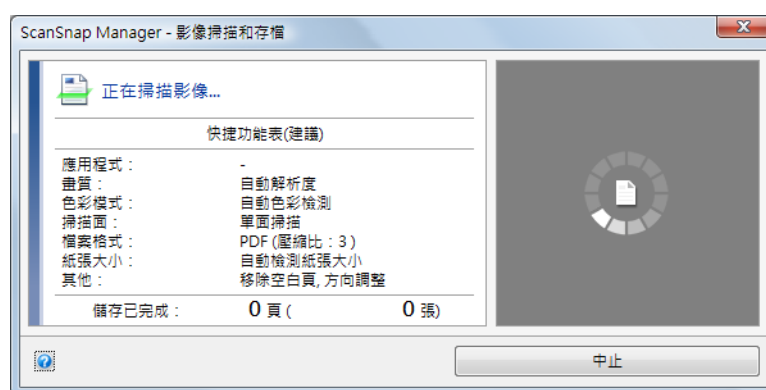 ScanSnap Manager - 影像掃描和存檔
正在掃描影像...
快捷功能表(建議)
應用程式： -
畫質： 自動解析度
色彩模式： 自動色彩檢測
掃描面： 單面掃描
檔案格式： PDF (壓縮比：3)
紙張大小： 自動檢測紙張大小
其他： 移除空白頁, 方向調整
儲存已完成： 0 頁 ( 0 張)
中止